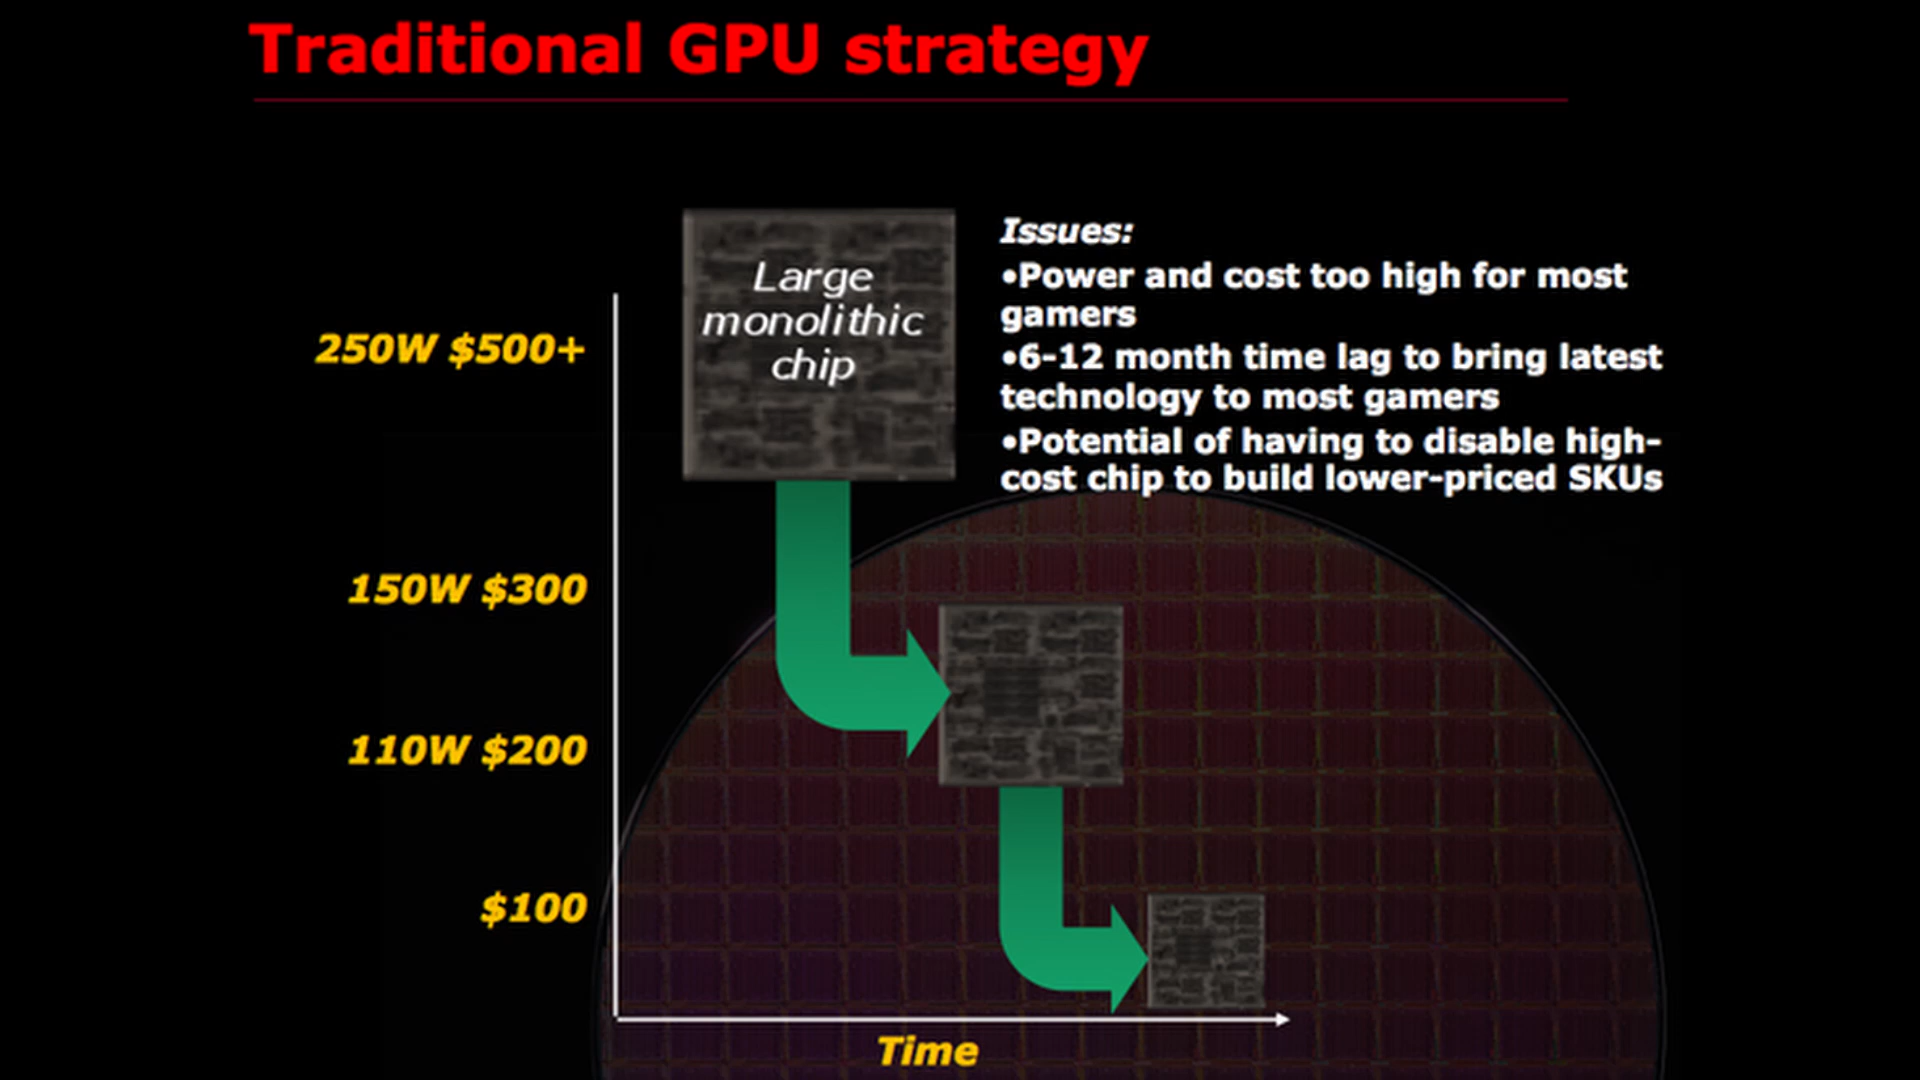 Traditional GPU strategy
Large
monolithic
chip
Issues:
•Power and cost too high for most
gamers
•6-12 month time lag to bring latest
technology to most gamers
•Potential of having to disable high-
cost chip to build lower-priced SKUs
250W $500+
150W $300
110W $200
$100
Time